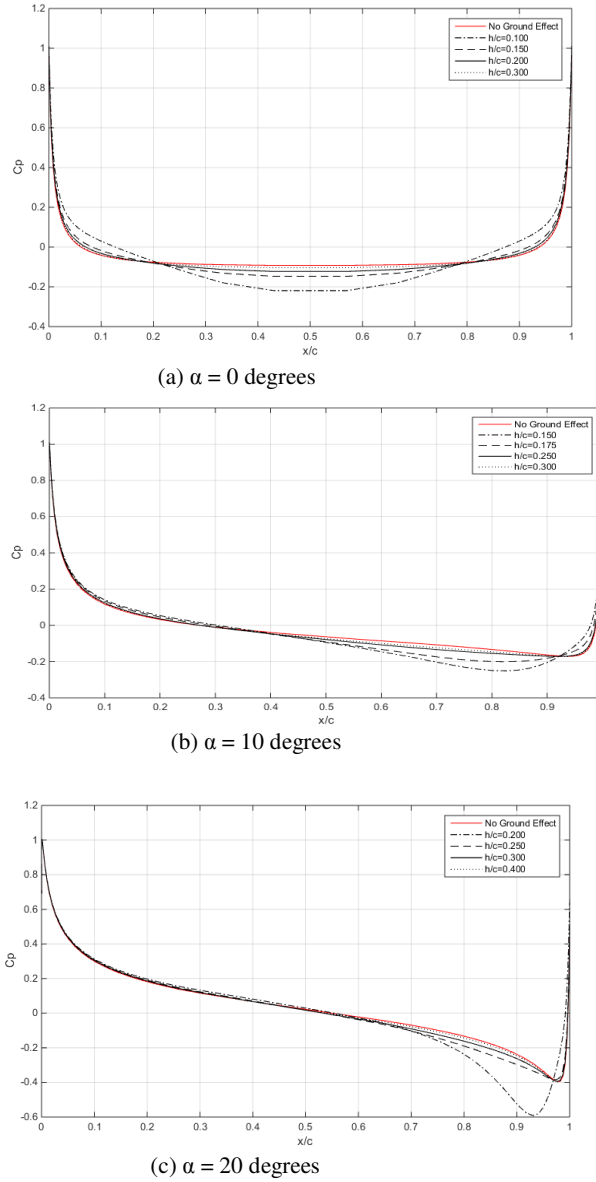 1.2
1
0.8
0.6
0.4
0.2
0
-0.2
-0.4
Cp
0 0.1 0.2 0.3 0.4 0.5 0.6 0.7 0.8 0.9 1
x/c
No Ground Effect
h/c=0.100
h/c=0.150
h/c=0.200
h/c=0.300
(a) α = 0 degrees
1.2
1
0.8
0.6
0.4
0.2
0
-0.2
-0.4
Cp
0 0.1 0.2 0.3 0.4 0.5 0.6 0.7 0.8 0.9
x/c
No Ground Effect
h/c=0.150
h/c=0.175
h/c=0.250
h/c=0.300
(b) α = 10 degrees
1.2
1
0.8
0.6
0.4
0.2
0
-0.2
-0.4
-0.6
Cp
0 0.1 0.2 0.3 0.4 0.5 0.6 0.7 0.8 0.9 1
x/c
No Ground Effect
h/c=0.200
h/c=0.250
h/c=0.300
h/c=0.400
(c) α = 20 degrees